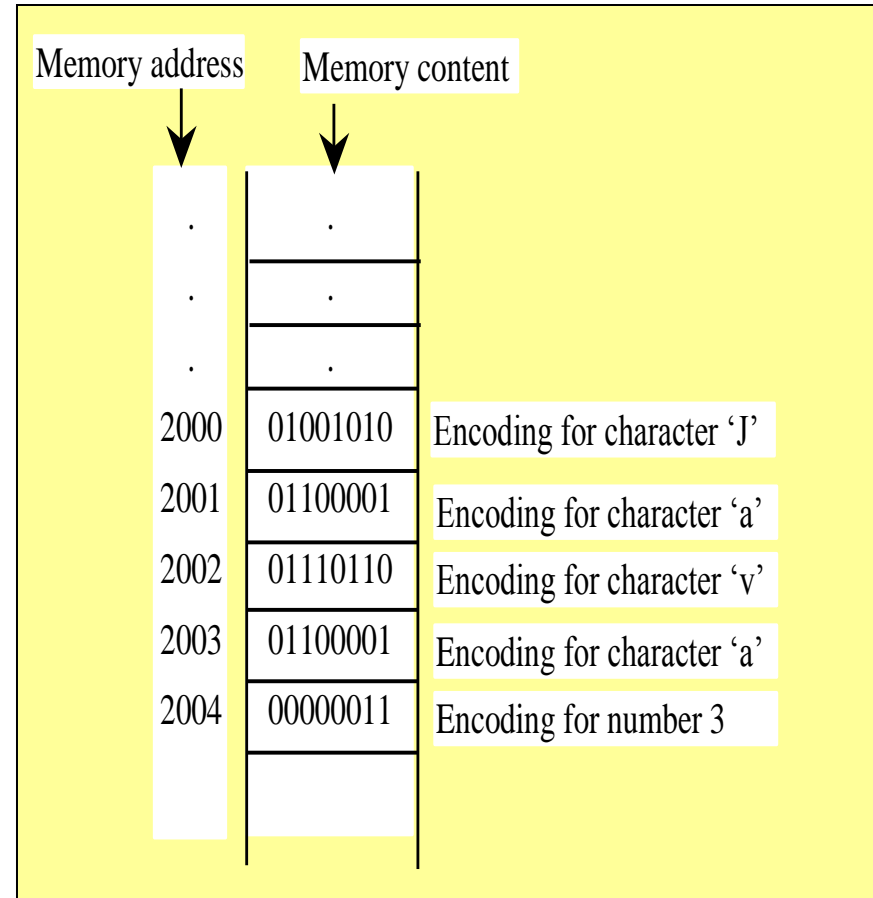 Memory address Memory content
. .
. .
. .
2000 01001010 Encoding for character ‘J’
2001 01100001 Encoding for character ‘a’
2002 01110110 Encoding for character ‘v’
2003 01100001 Encoding for character ‘a’
2004 00000011 Encoding for number 3